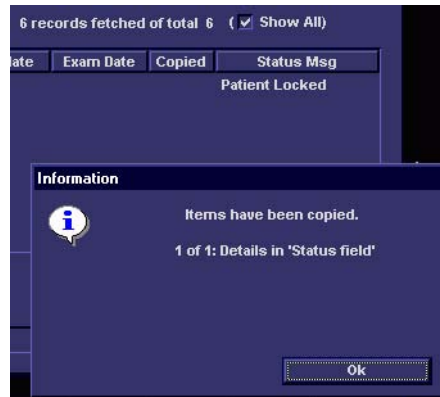 6 records fetched of total 6 ( Show All)
Exam Date Copied Status Msg
Patient Locked
Information
Items have been copied.
1 of 1: Details in 'Status field'
Ok